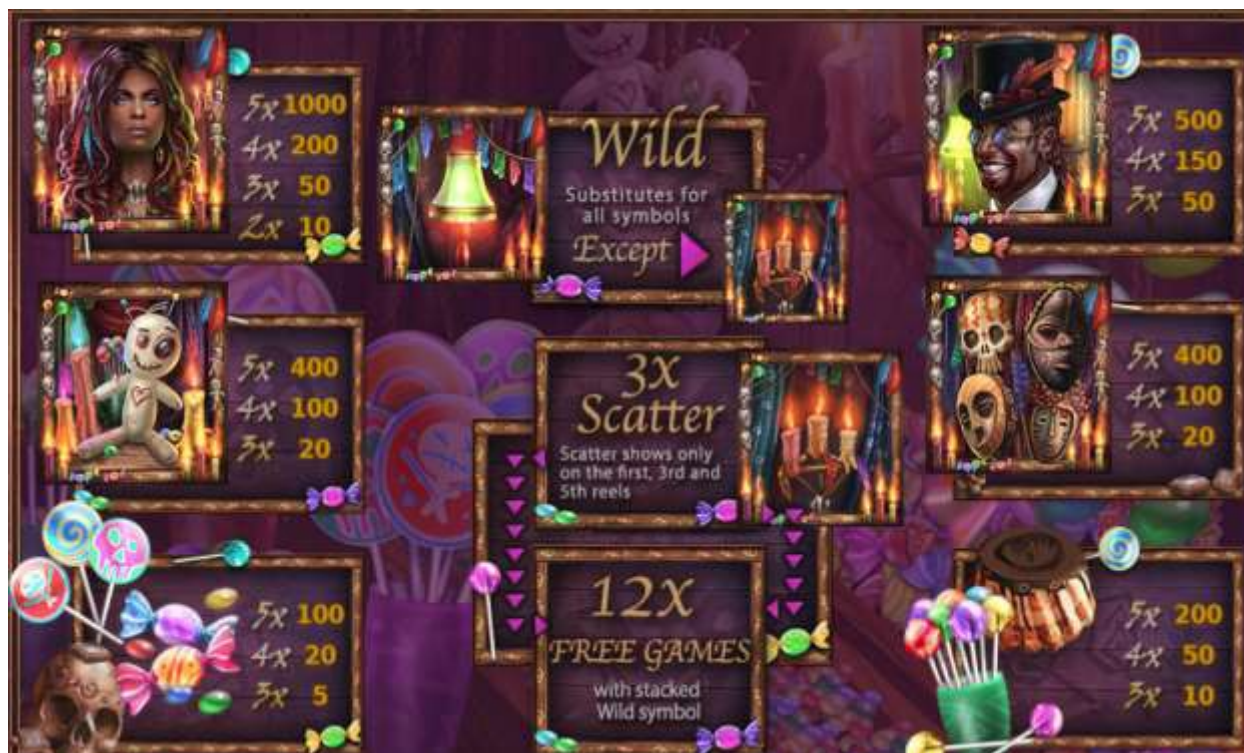 5x 1000
4x 200
3x 50
2x 10
Wild
Substitutes for
all symbols
Except
5x 500
4x 150
3x 50
5x 400
4x 100
3x 20
3x
Scatter
Scatter shows only
on the first, 3rd and
5th reels
5x 400
4x 100
3x 20
5x 100
4x 20
3x 5
12x
FREE GAMES
with stacked
Wild symbol
5x 200
4x 50
3x 10